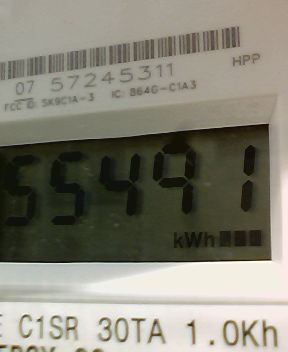 HPP
07 57245311
FCC ID: SK9C1A-3 IC: 864G-C1A3
55491
kWh
C1SR 30TA 1.0Kh